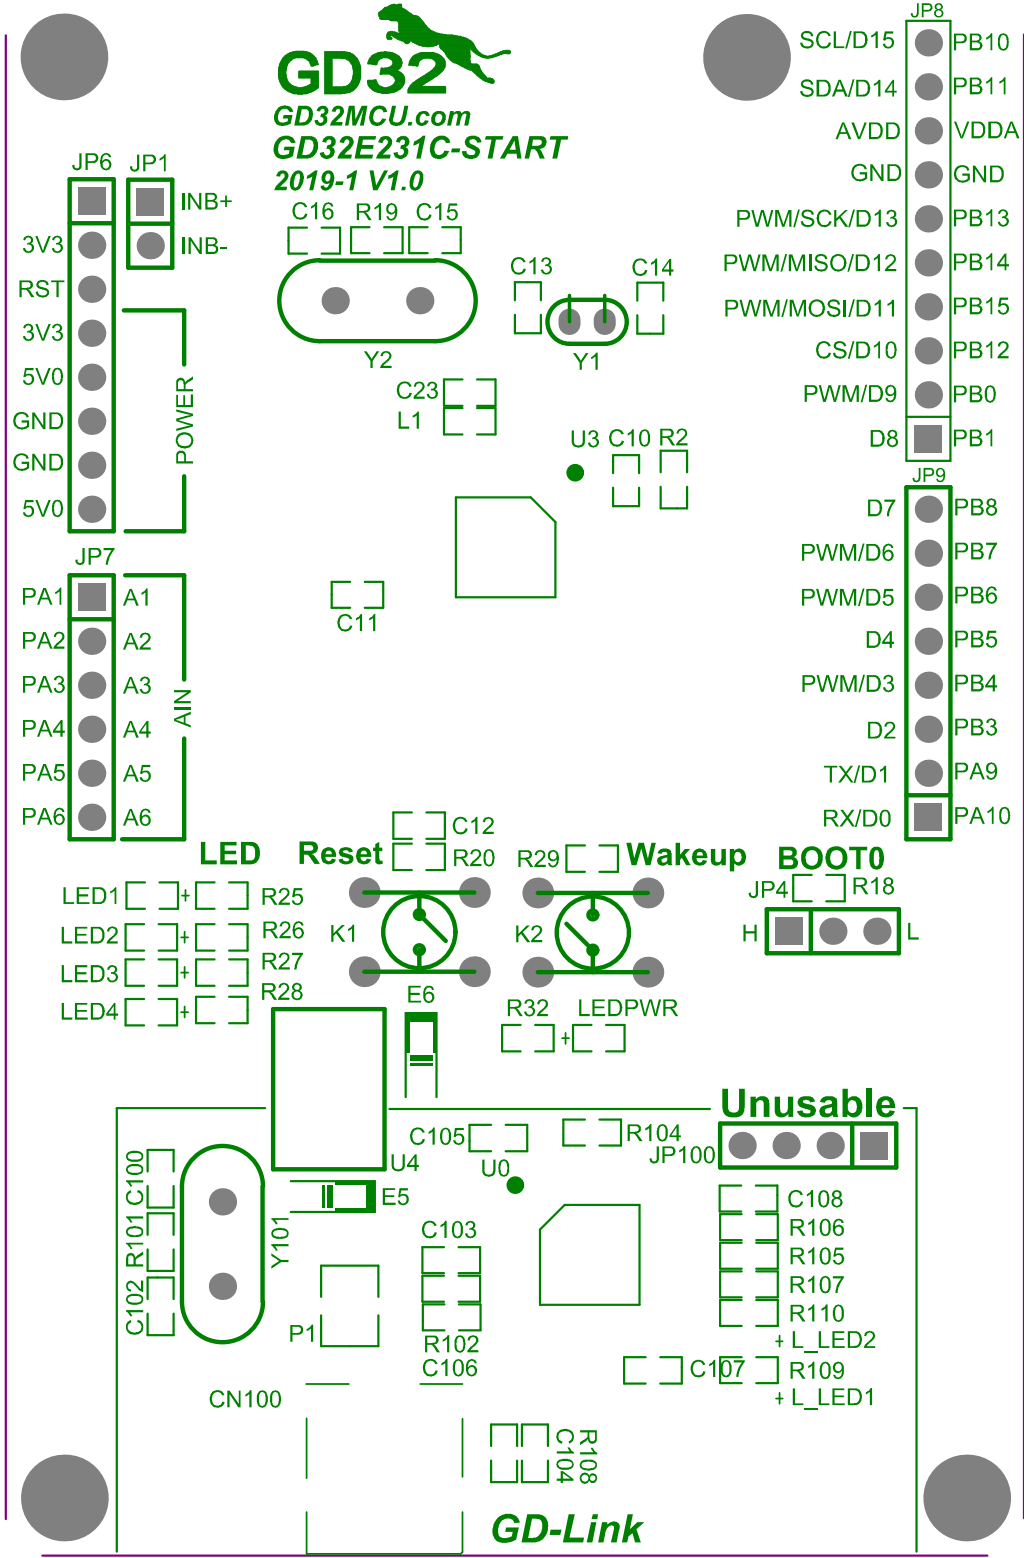 JP8
SCL/D15 PB10
SDA/D14 PB11
AVDD VDDA
GND GND
PWM/SCK/D13 PB13
PWM/MISO/D12 PB14
PWM/MOSI/D11 PB15
CS/D10 PB12
PWM/D9 PB0
D8 PB1
GD32
GD32MCU.com
GD32E231C-START
2019-1 V1.0
JP6 JP1
INB+
INB-
3V3
RST
3V3
5V0
GND
GND
5V0
POWER
C16 R19 C15
Y2
C13 C14
Y1
C23
L1
U3 C10 R2
C11
JP9
D7 PB8
PWM/D6 PB7
PWM/D5 PB6
D4 PB5
PWM/D3 PB4
D2 PB3
TX/D1 PA9
RX/D0 PA10
JP7
PA1 A1
PA2 A2
PA3 A3
PA4 A4
PA5 A5
PA6 A6
AIN
C12
LED Reset R20 R29 Wakeup BOOT0
JP4 R18
H L
LED1 + R25
LED2 + R26
LED3 + R27
LED4 + R28
K1 K2
E6
R32 + LEDPWR
U4
C105
U0
R104
Unusable
JP100
C100
R101
C102
Y101
E5
C103
R102
C106
P1
CN100
C108
R106
R105
R107
R110
+ L_LED2
C107 R109
+ L_LED1
R108
C104
GD-Link